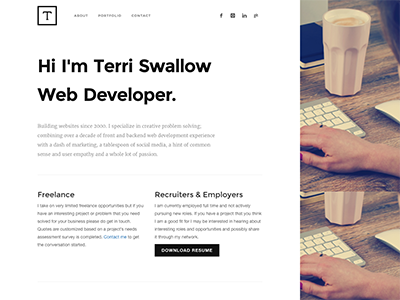 T
ABOUT PORTFOLIO CONTACT
Hi I'm Terri Swallow
Web Developer.
Building websites since 2000. I specialize in creative problem solving;
combining over a decade of front and backend web development experience
with a dash of marketing, a tablespoon of social media, a hint of common
sense and user empathy and a whole lot of passion.
Freelance
I take on very limited freelance opportunities but if you
have an interesting project or problem that you need
solved for your business please do get in touch.
Quotes are customized based on a project's needs
assessment survey is completed. Contact me to get
the conversation started.
Recruiters & Employers
I am currently employed full time and not actively
pursuing new roles. If you have a project that you think
I am a good fit for I may be interested in hearing about
interesting roles and opportunities and possibly share
it through my network.
DOWNLOAD RESUME